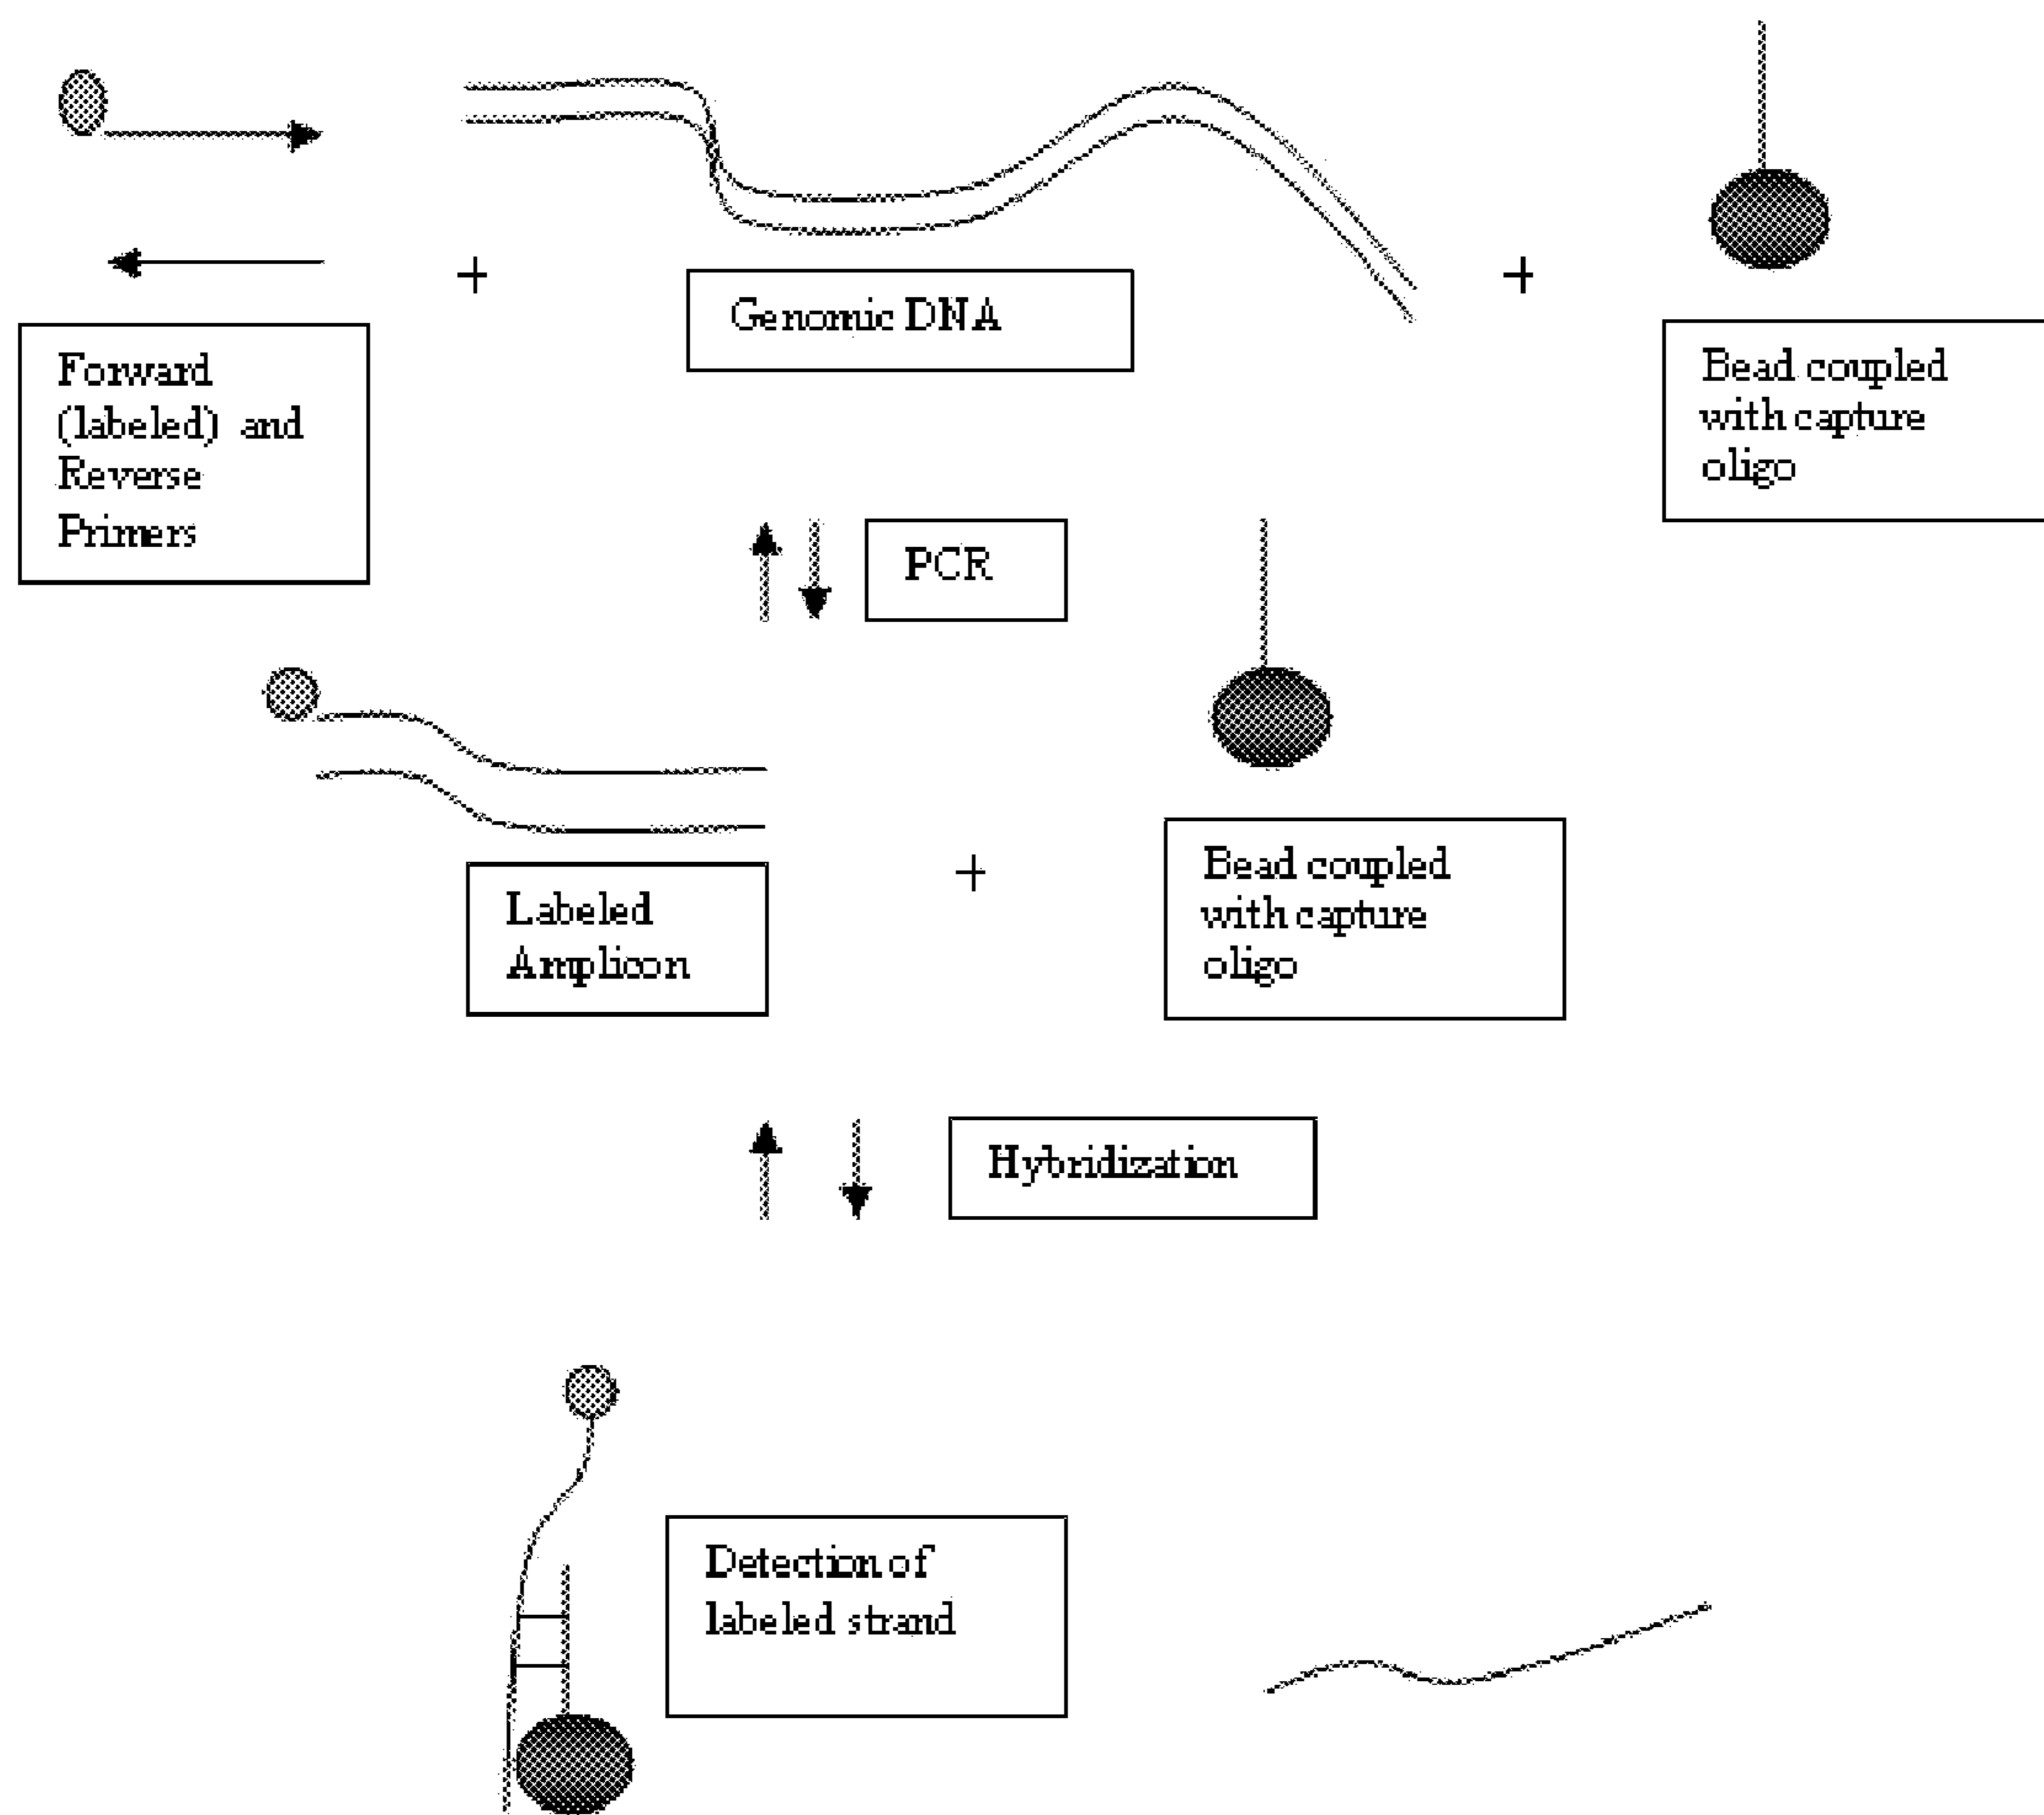 Genomic DNA
Forward
(labeled) and
Reverse
Primers
+
+
Bead coupled
with capture
oligo
PCR
Labeled
Amplicon
+
Bead coupled
with capture
oligo
Hybridization
Detection of
labeled strand